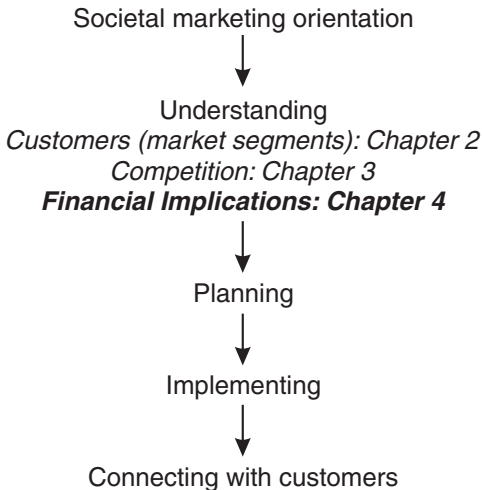 Societal marketing orientation
Understanding
Customers (market segments): Chapter 2
Competition: Chapter 3
Financial Implications: Chapter 4
Planning
Implementing
Connecting with customers